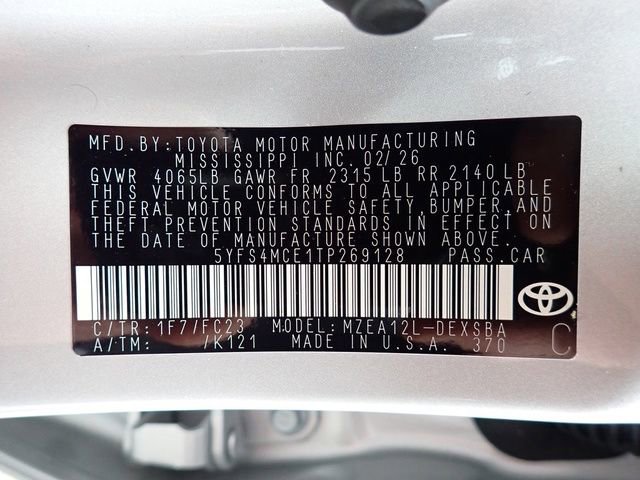 MFD.BY:TOYOTA MOTOR MANUFACTURING
MISSISSIPPI INC. 02/26
GVWR 4065LB GAWR FR 2315 LB RR 2140 LB
THIS VEHICLE CONFORMS TO ALL APPLICABLE
FEDERAL MOTOR VEHICLE SAFETY, BUMPER, AND
THEFT PREVENTION STANDARDS IN EFFECT ON
THE DATE OF MANUFACTURE SHOWN ABOVE.
5YFS4MCE1TP269128 PASS.CAR
C/TR:1F7/FC23 MODEL:MZEA12L-DEXSBA
A/TM: /K121 MADE IN U.S.A. 370 C